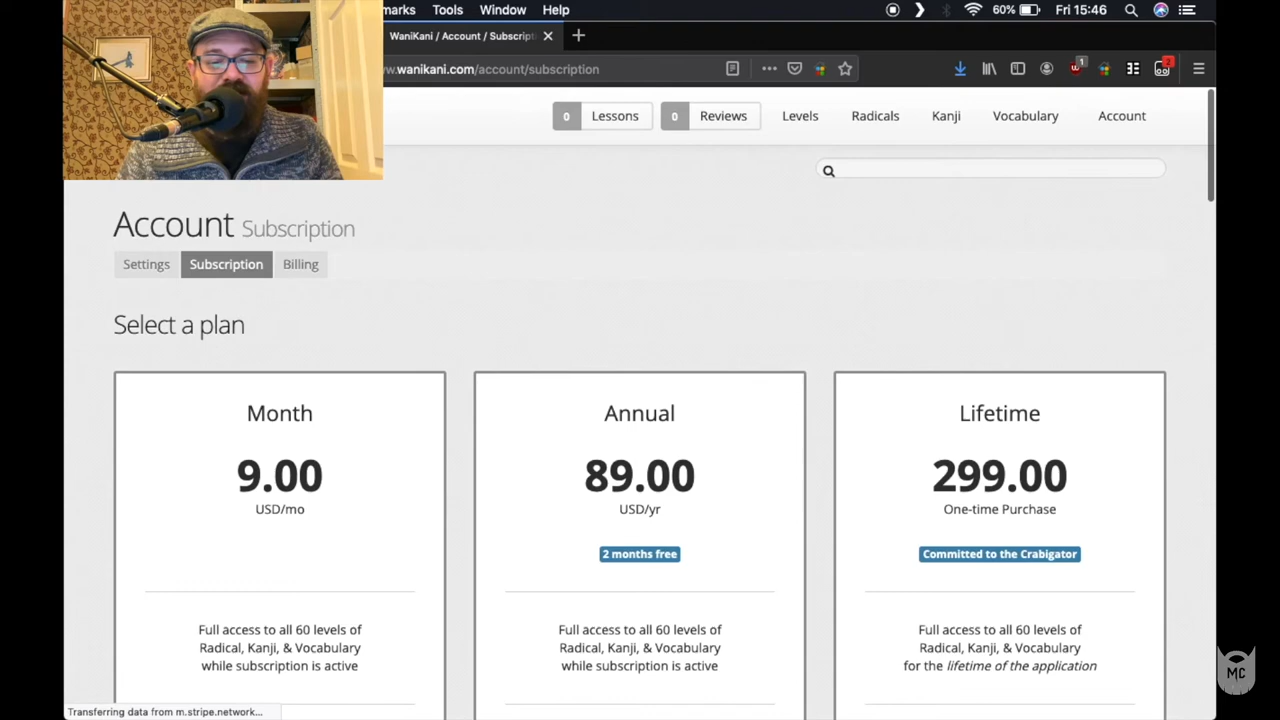 marks Tools Window Help 60% Fri 15:46
WaniKani / Account / Subscripti
w.wanikani.com/account/subscription
1
2
0 Lessons 0 Reviews Levels Radicals Kanji Vocabulary Account
Account Subscription
Settings Subscription Billing
Select a plan
Month
9.00
USD/mo
Full access to all 60 levels of
Radical, Kanji, & Vocabulary
while subscription is active
Annual
89.00
USD/yr
2 months free
Full access to all 60 levels of
Radical, Kanji, & Vocabulary
while subscription is active
Lifetime
299.00
One-time Purchase
Committed to the Crabigator
Full access to all 60 levels of
Radical, Kanji, & Vocabulary
for the lifetime of the application
Transferring data from m.stripe.network...
MC